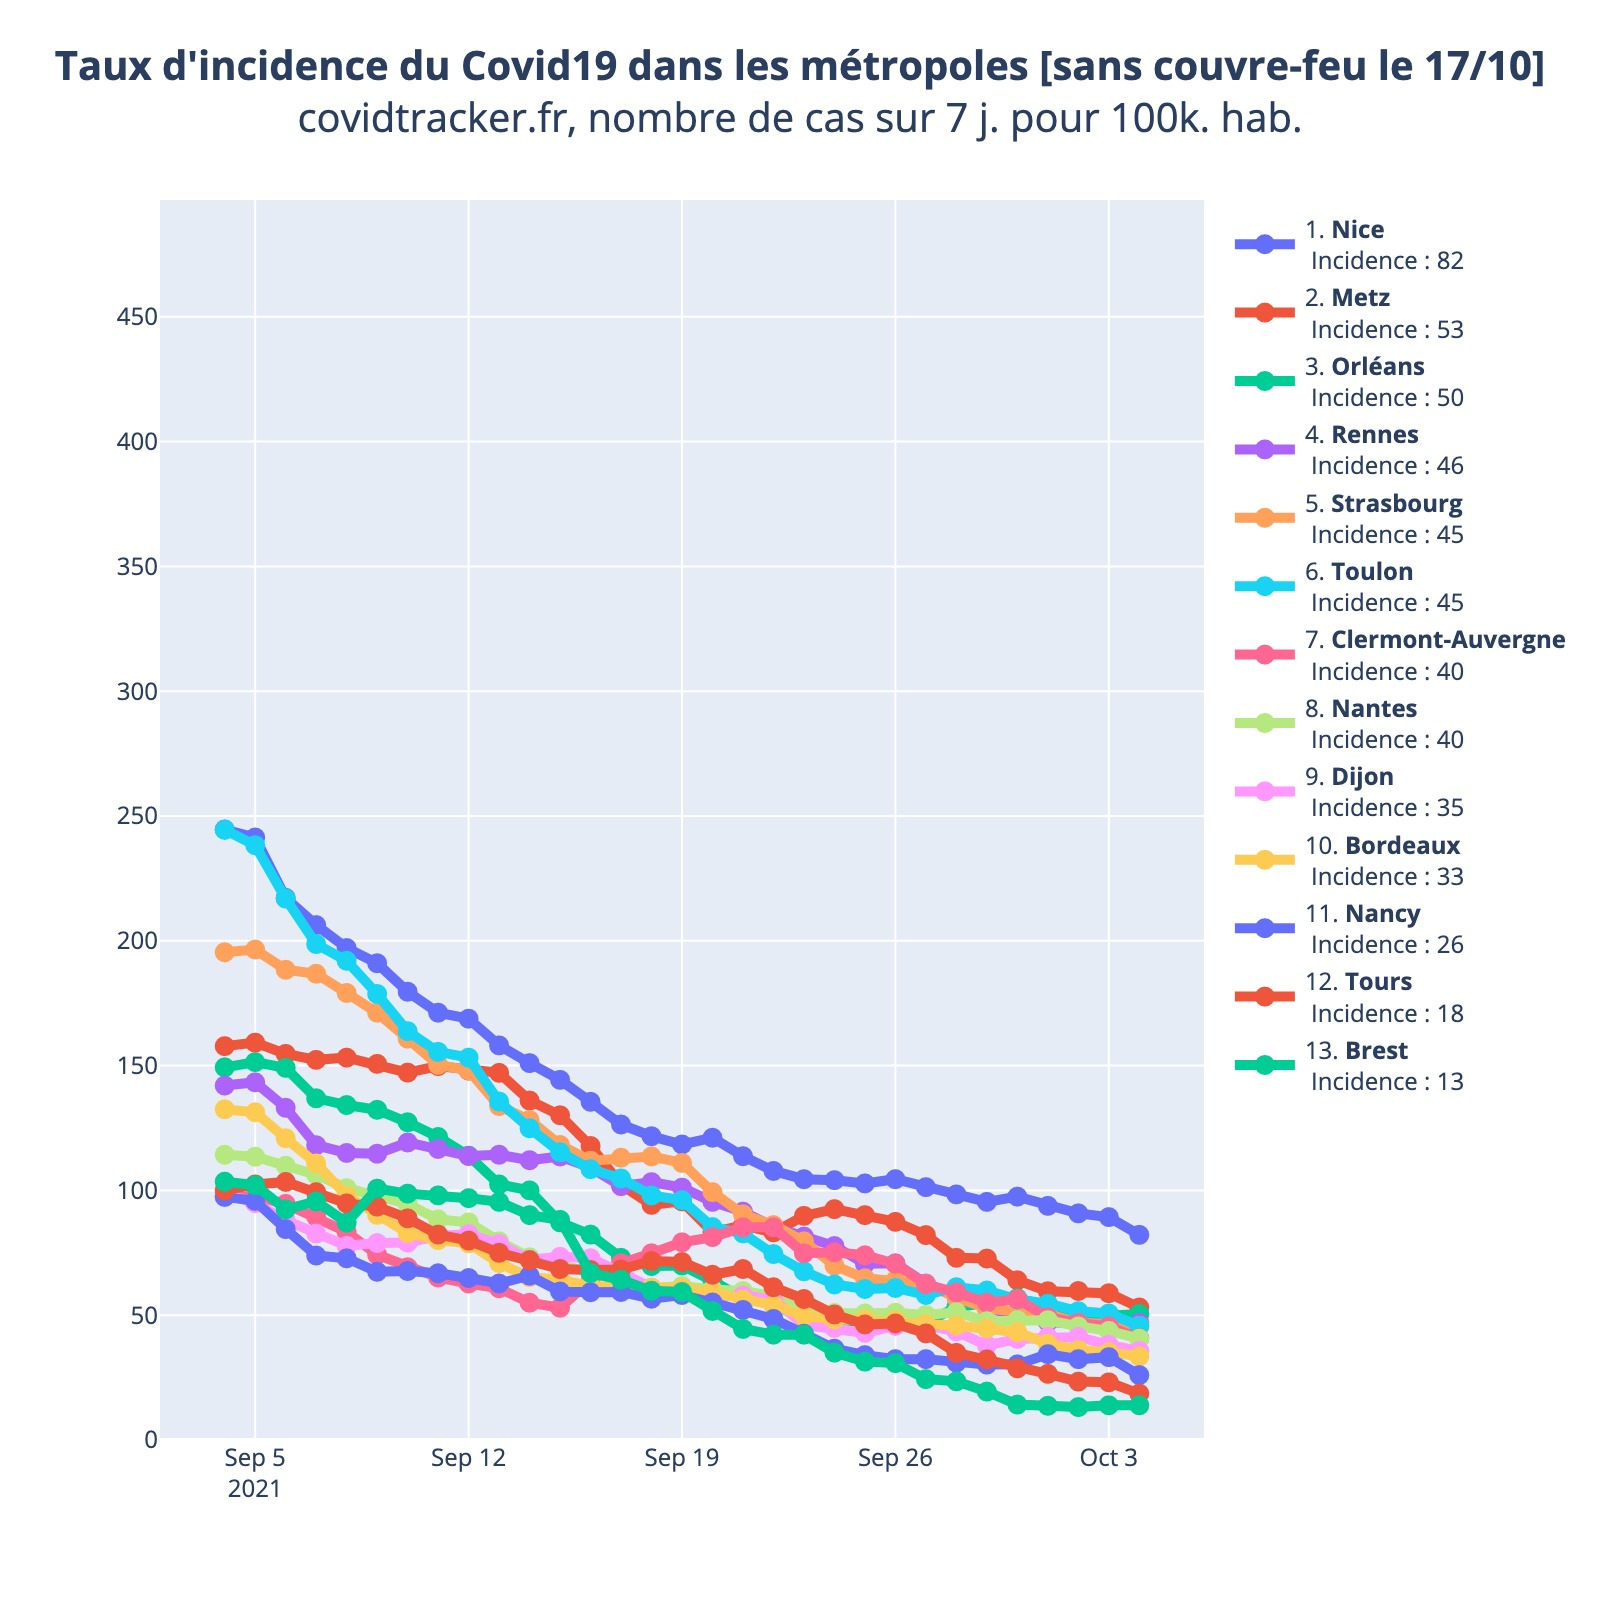 Taux d'incidence du Covid19 dans les métropoles [sans couvre-feu le 17/10]
covidtracker.fr, nombre de cas sur 7 j. pour 100k. hab.
450
400
350
300
250
200
150
100
50
0
Sep 5
2021
Sep 12
Sep 19
Sep 26
Oct 3
1. Nice
Incidence : 82
2. Metz
Incidence : 53
3. Orléans
Incidence : 50
4. Rennes
Incidence : 46
5. Strasbourg
Incidence : 45
6. Toulon
Incidence : 45
7. Clermont-Auvergne
Incidence : 40
8. Nantes
Incidence : 40
9. Dijon
Incidence : 35
10. Bordeaux
Incidence : 33
11. Nancy
Incidence : 26
12. Tours
Incidence : 18
13. Brest
Incidence : 13